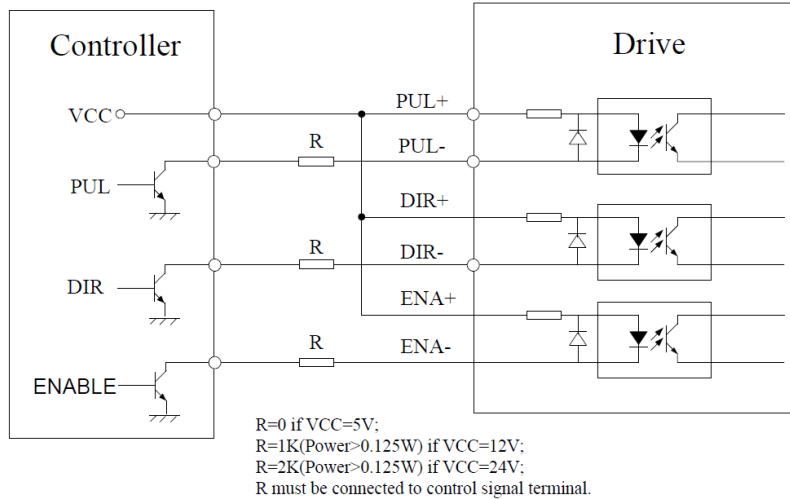 Controller
Drive
VCC
PUL+
R
PUL-
PUL
DIR+
R
DIR-
DIR
ENA+
R
ENA-
ENABLE
R=0 if VCC=5V;
R=1K(Power>0.125W) if VCC=12V;
R=2K(Power>0.125W) if VCC=24V;
R must be connected to control signal terminal.